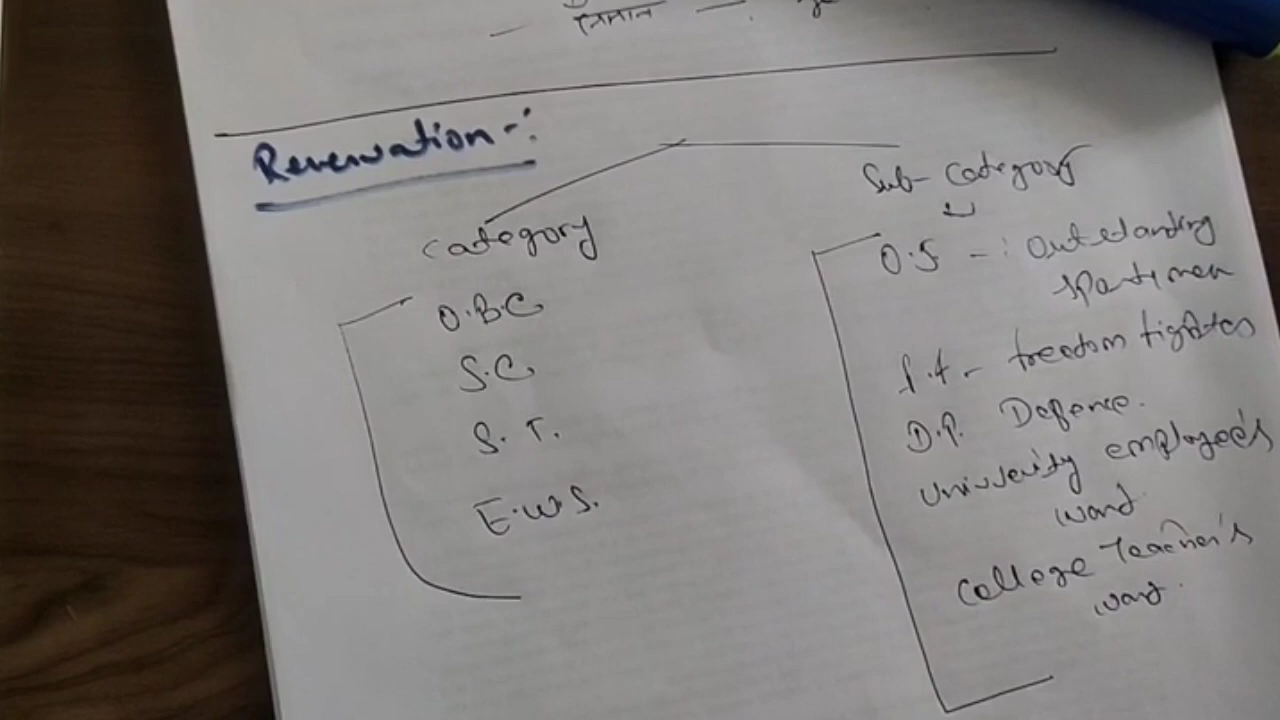 Reservation -:
Category
O.B.C.
S.C.
S.T.
E.W.S.
Sub-Category
O.S -: Outstanding
Sportsmen
f.f - freedom fighters
D.P. Defence.
University employee's
ward
College Teacher's
ward.